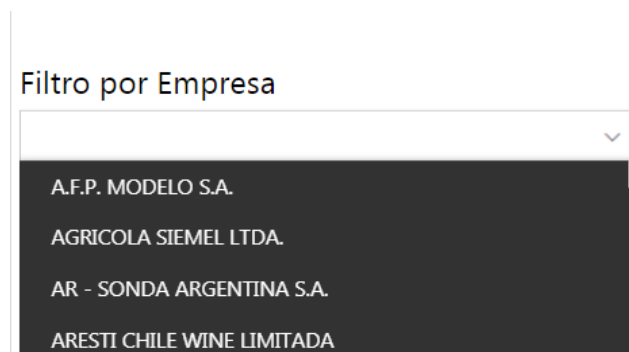 Filtro por Empresa
A.F.P. MODELO S.A.
AGRICOLA SIEMEL LTDA.
AR - SONDA ARGENTINA S.A.
ARESTI CHILE WINE LIMITADA